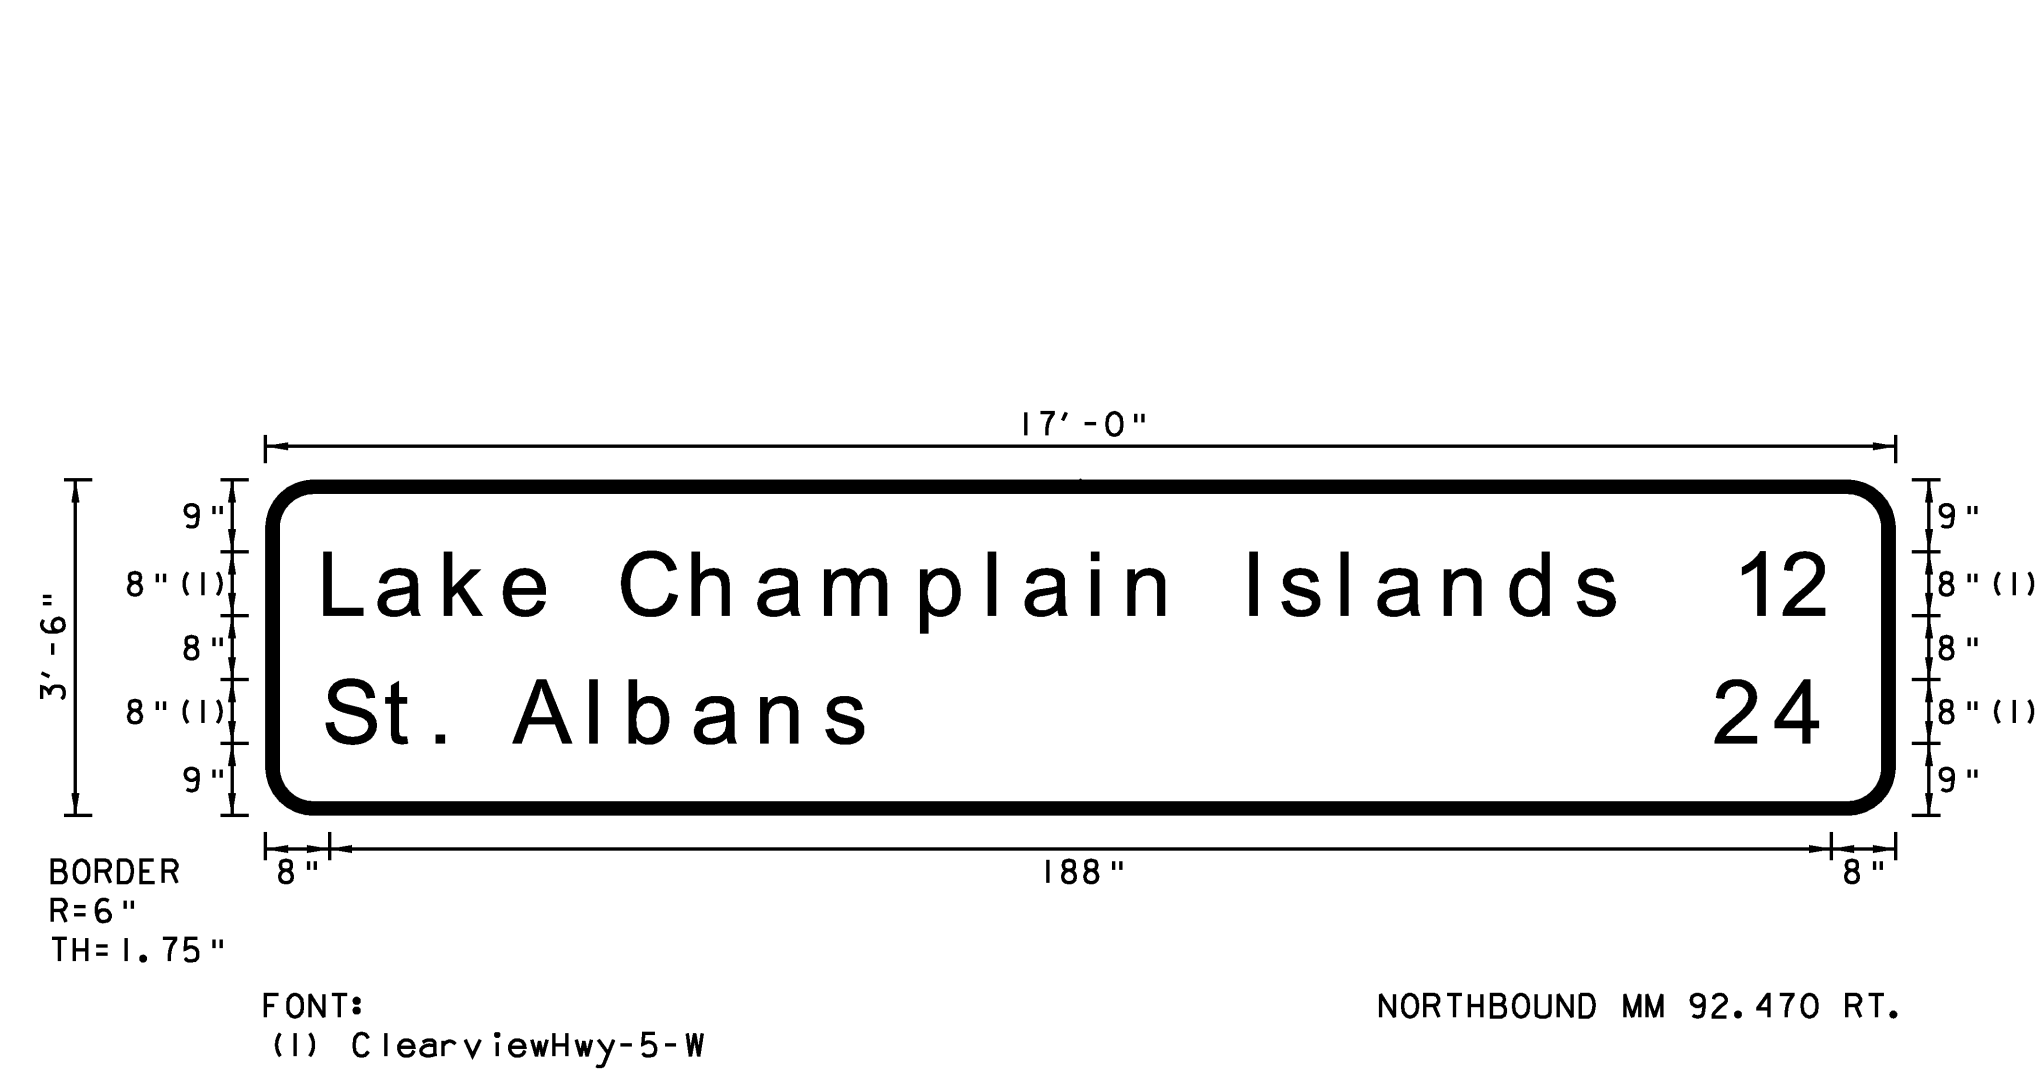 17'-0"
9" 9"
Lake Champlain Islands 12
8"(1) 8"(1)
3'-6"
8" 8"
St. Albans 24
8"(1) 8"(1)
9" 9"
8" 188" 8"
BORDER
R=6"
TH=1.75"
FONT:
(1) ClearviewHwy-5-W
NORTHBOUND MM 92.470 RT.